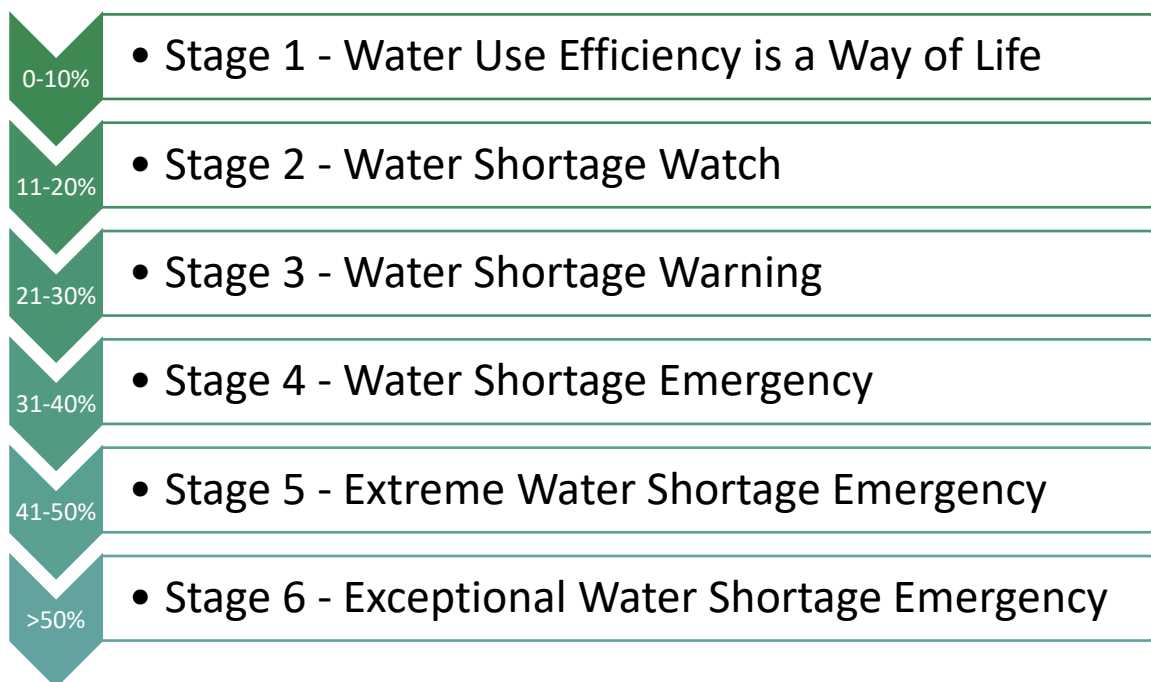 0-10%
• Stage 1 - Water Use Efficiency is a Way of Life
11-20%
• Stage 2 - Water Shortage Watch
21-30%
• Stage 3 - Water Shortage Warning
31-40%
• Stage 4 - Water Shortage Emergency
41-50%
• Stage 5 - Extreme Water Shortage Emergency
>50%
• Stage 6 - Exceptional Water Shortage Emergency